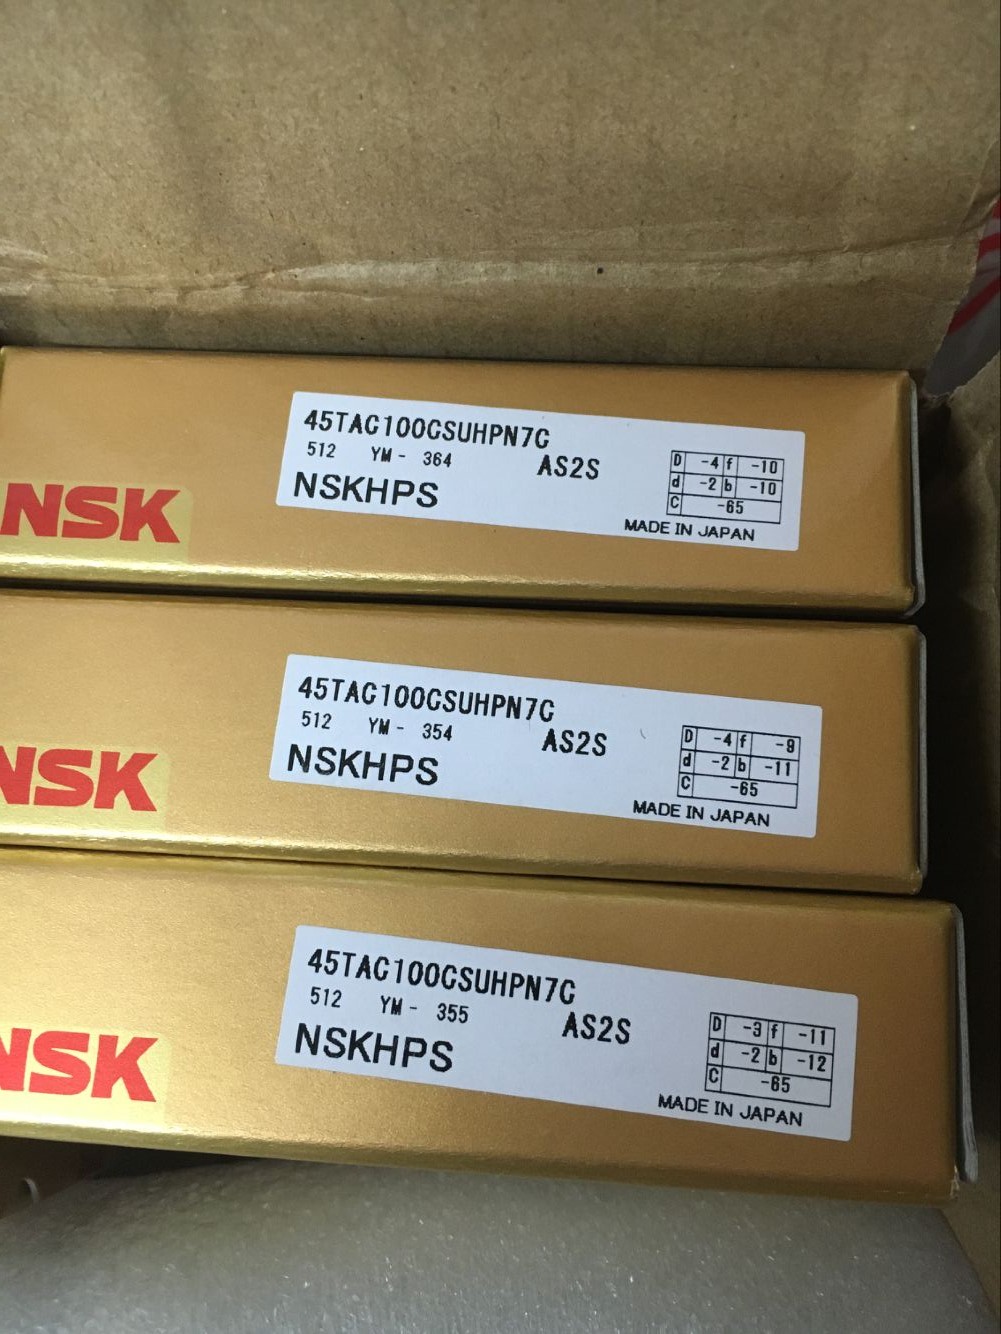 NSK
45TAC100CSUHPN7C
512 YM - 364 AS2S
NSKHPS
D -4 f -10
d -2 b -10
C -65
MADE IN JAPAN
NSK
45TAC100CSUHPN7C
512 YM - 354 AS2S
NSKHPS
D -4 f -9
d -2 b -11
C -65
MADE IN JAPAN
NSK
45TAC100CSUHPN7C
512 YM - 355 AS2S
NSKHPS
D -3 f -11
d -2 b -12
C -65
MADE IN JAPAN